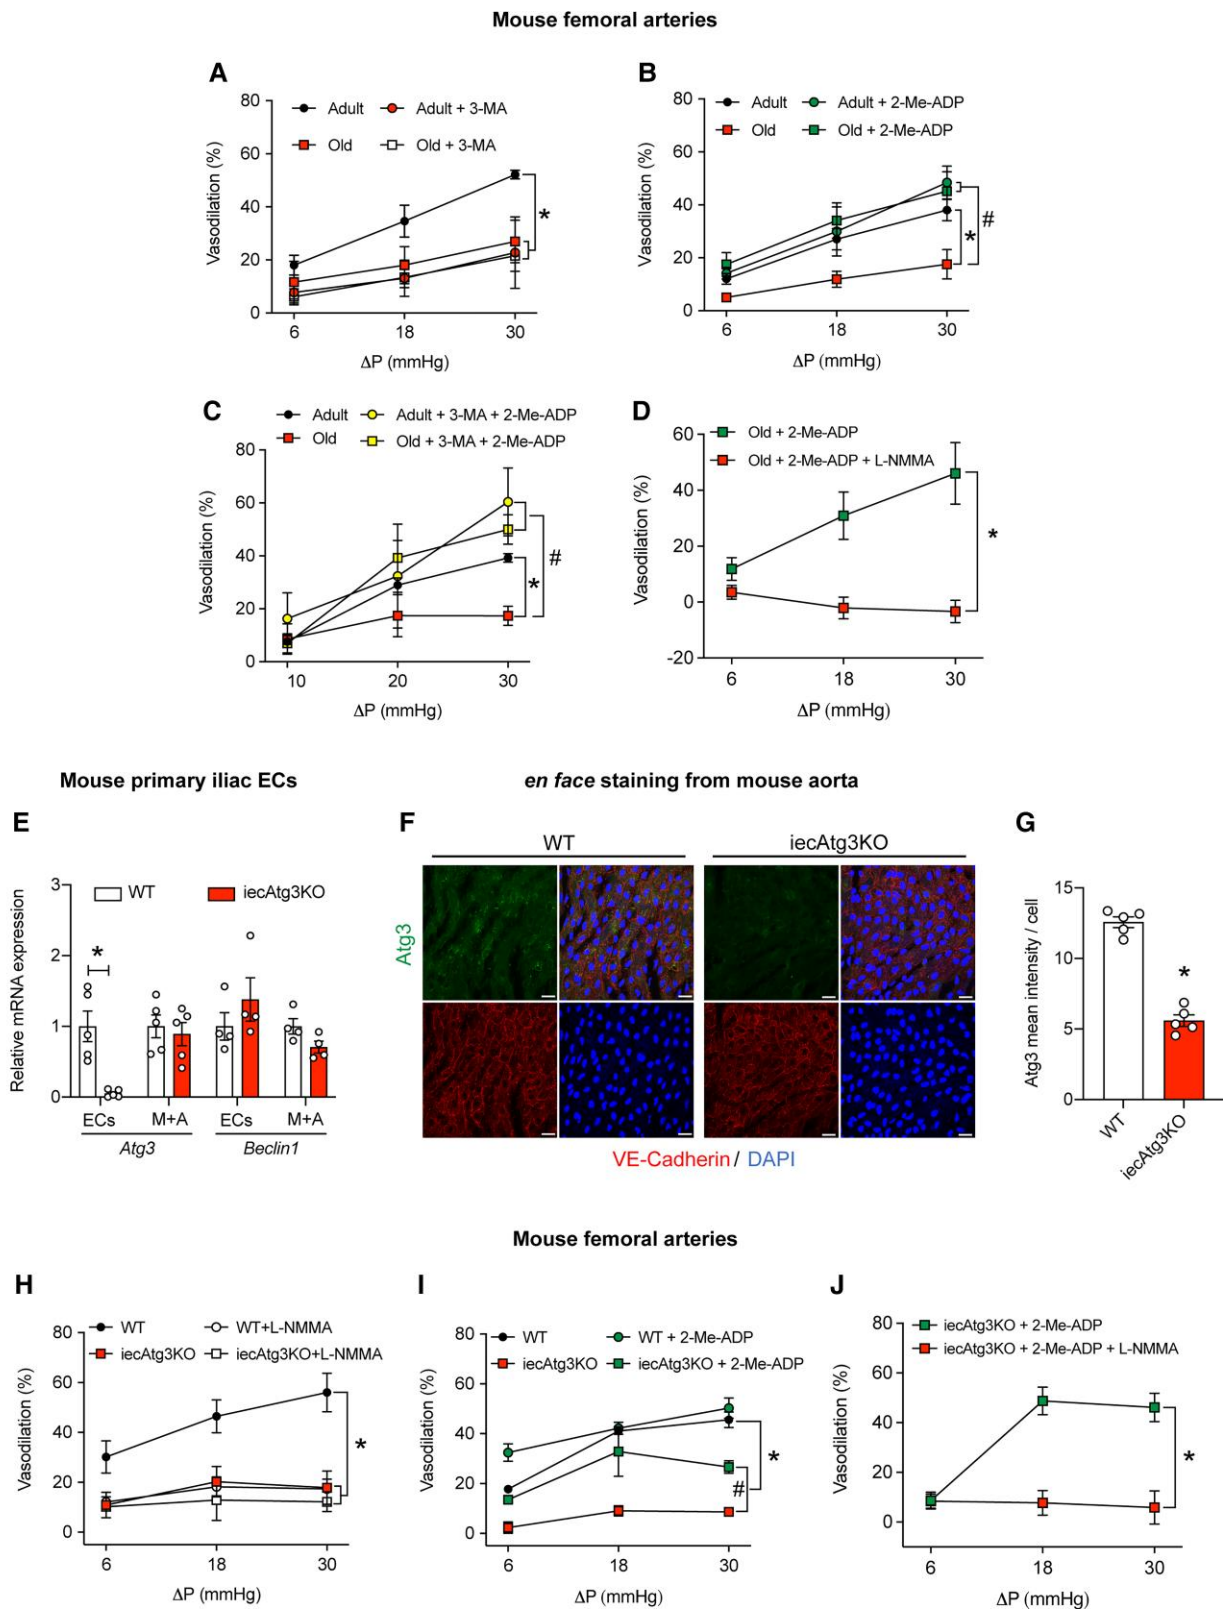 Mouse femoral arteries
A
Adult
Adult + 3-MA
Old
Old + 3-MA
Vasodilation (%)
80
60
40
20
0
*
6
18
30
ΔP (mmHg)
B
Adult
Adult + 2-Me-ADP
Old
Old + 2-Me-ADP
Vasodilation (%)
80
60
40
20
0
*
#
6
18
30
ΔP (mmHg)
C
Adult
Adult + 3-MA + 2-Me-ADP
Old
Old + 3-MA + 2-Me-ADP
Vasodilation (%)
80
60
40
20
0
*
#
10
20
30
ΔP (mmHg)
D
Old + 2-Me-ADP
Old + 2-Me-ADP + L-NMMA
Vasodilation (%)
60
40
20
0
-20
*
6
18
30
ΔP (mmHg)
Mouse primary iliac ECs
E
WT
iecAtg3KO
Relative mRNA expression
3
2
1
0
*
ECs
M+A
ECs
M+A
Atg3
Beclin1
en face staining from mouse aorta
F
WT
iecAtg3KO
Atg3
VE-Cadherin / DAPI
G
Atg3 mean intensity / cell
15
10
5
0
*
WT
iecAtg3KO
Mouse femoral arteries
H
WT
WT+L-NMMA
iecAtg3KO
iecAtg3KO+L-NMMA
Vasodilation (%)
80
60
40
20
0
*
6
18
30
ΔP (mmHg)
I
WT
WT + 2-Me-ADP
iecAtg3KO
iecAtg3KO + 2-Me-ADP
Vasodilation (%)
80
60
40
20
0
#
*
6
18
30
ΔP (mmHg)
J
iecAtg3KO + 2-Me-ADP
iecAtg3KO + 2-Me-ADP + L-NMMA
Vasodilation (%)
80
60
40
20
0
*
6
18
30
ΔP (mmHg)